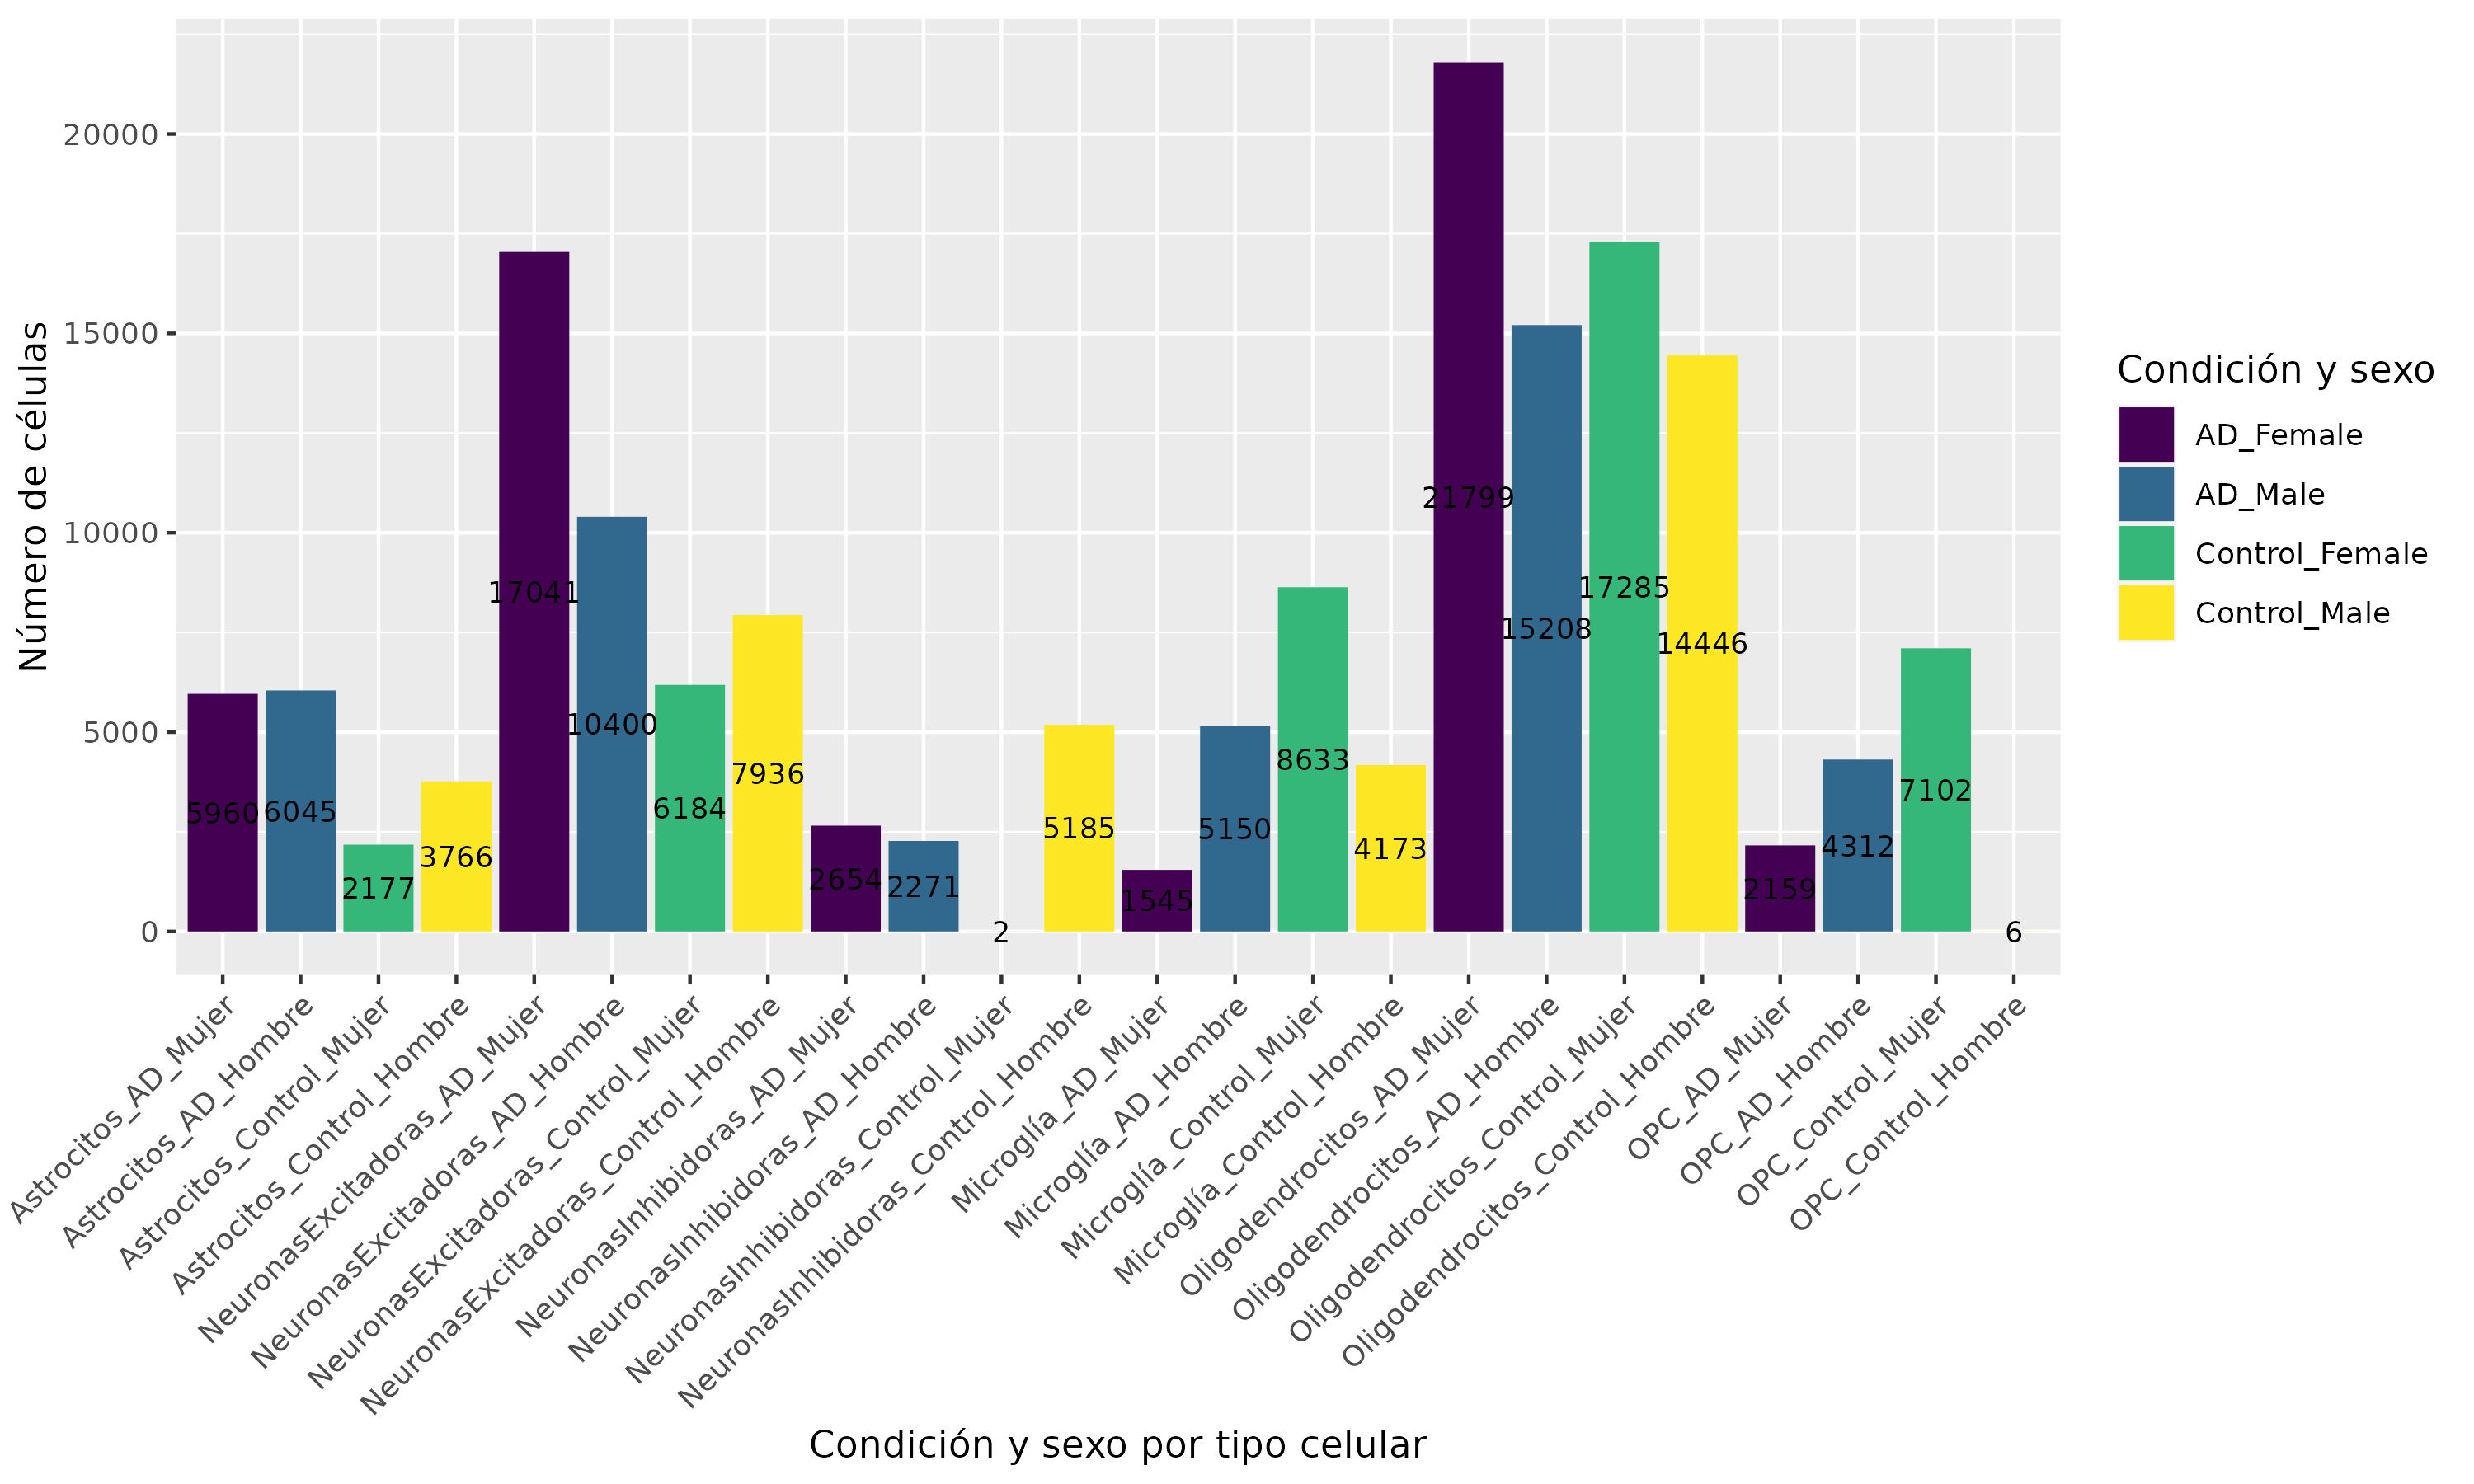 Número de células
20000
15000
10000
5000
0
5960
6045
2177
3766
17041
10400
6184
7936
2654
2271
2
5185
1545
5150
8633
4173
21799
15208
17285
14446
2159
4312
7102
6
Astrocitos_AD_Mujer
Astrocitos_AD_Hombre
Astrocitos_Control_Mujer
Astrocitos_Control_Hombre
NeuronasExcitadoras_AD_Mujer
NeuronasExcitadoras_AD_Hombre
NeuronasExcitadoras_Control_Mujer
NeuronasExcitadoras_Control_Hombre
NeuronasInhibidoras_AD_Mujer
NeuronasInhibidoras_AD_Hombre
NeuronasInhibidoras_Control_Mujer
NeuronasInhibidoras_Control_Hombre
Microglía_AD_Mujer
Microglía_AD_Hombre
Microglía_Control_Mujer
Microglía_Control_Hombre
Oligodendrocitos_AD_Mujer
Oligodendrocitos_AD_Hombre
Oligodendrocitos_Control_Mujer
Oligodendrocitos_Control_Hombre
OPC_AD_Mujer
OPC_AD_Hombre
OPC_Control_Mujer
OPC_Control_Hombre
Condición y sexo por tipo celular
Condición y sexo
AD_Female
AD_Male
Control_Female
Control_Male